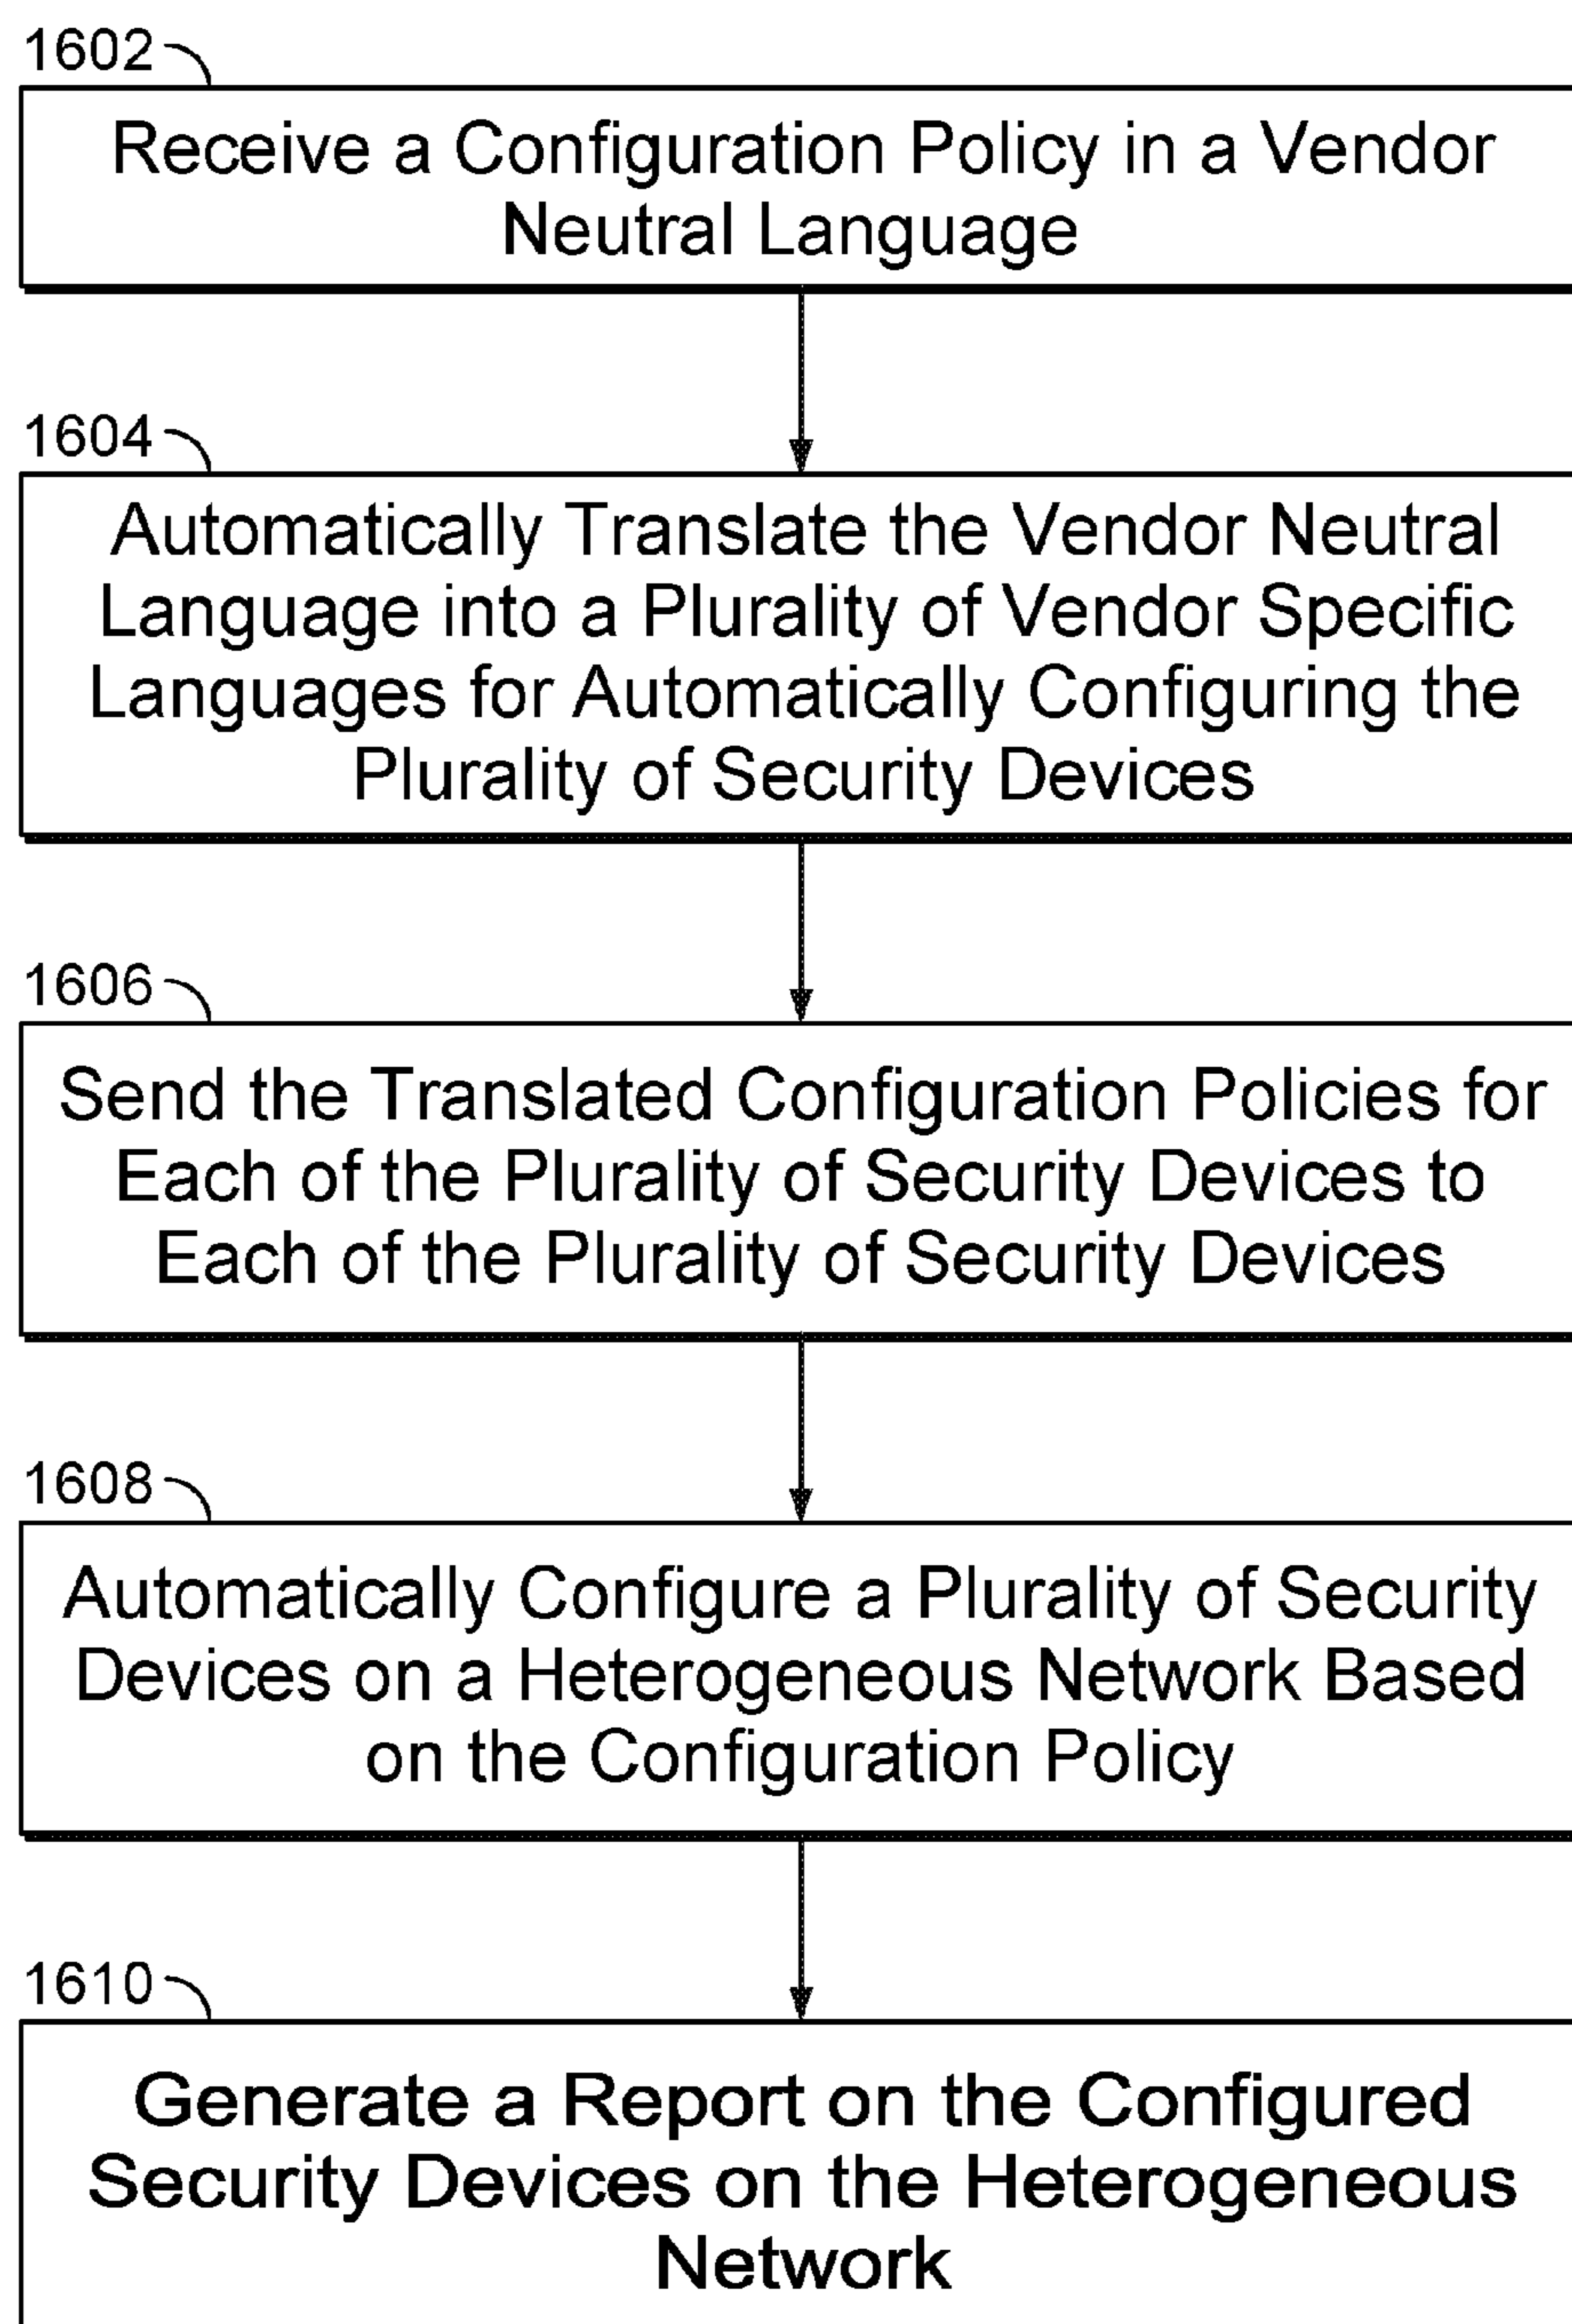 1602
Receive a Configuration Policy in a Vendor
Neutral Language
1604
Automatically Translate the Vendor Neutral
Language into a Plurality of Vendor Specific
Languages for Automatically Configuring the
Plurality of Security Devices
1606
Send the Translated Configuration Policies for
Each of the Plurality of Security Devices to
Each of the Plurality of Security Devices
1608
Automatically Configure a Plurality of Security
Devices on a Heterogeneous Network Based
on the Configuration Policy
1610
Generate a Report on the Configured
Security Devices on the Heterogeneous
Network